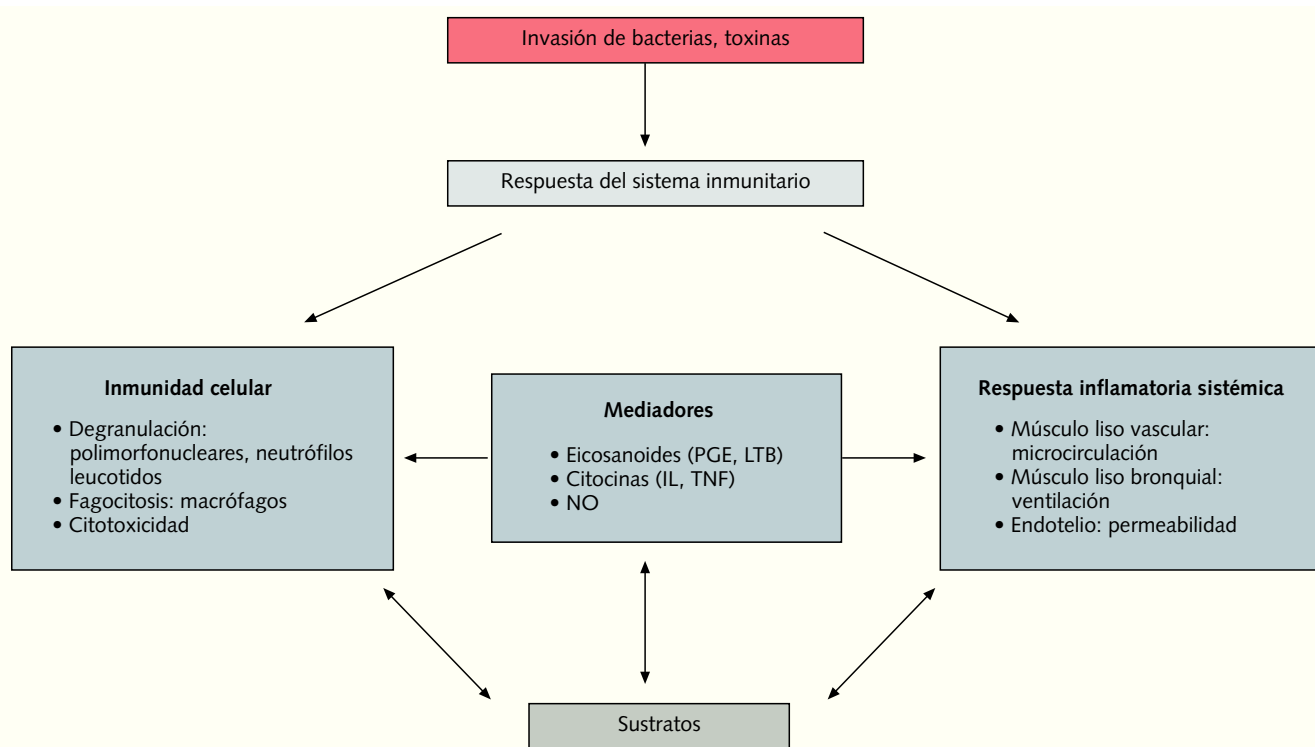 Invasión de bacterias, toxinas
Respuesta del sistema inmunitario
Inmunidad celular
• Degranulación:
polimorfonucleares, neutrófilos
leucotidos
• Fagocitosis: macrófagos
• Citotoxicidad
Mediadores
• Eicosanoides (PGE, LTB)
• Citocinas (IL, TNF)
• NO
Respuesta inflamatoria sistémica
• Músculo liso vascular:
microcirculación
• Músculo liso bronquial:
ventilación
• Endotelio: permeabilidad
Sustratos